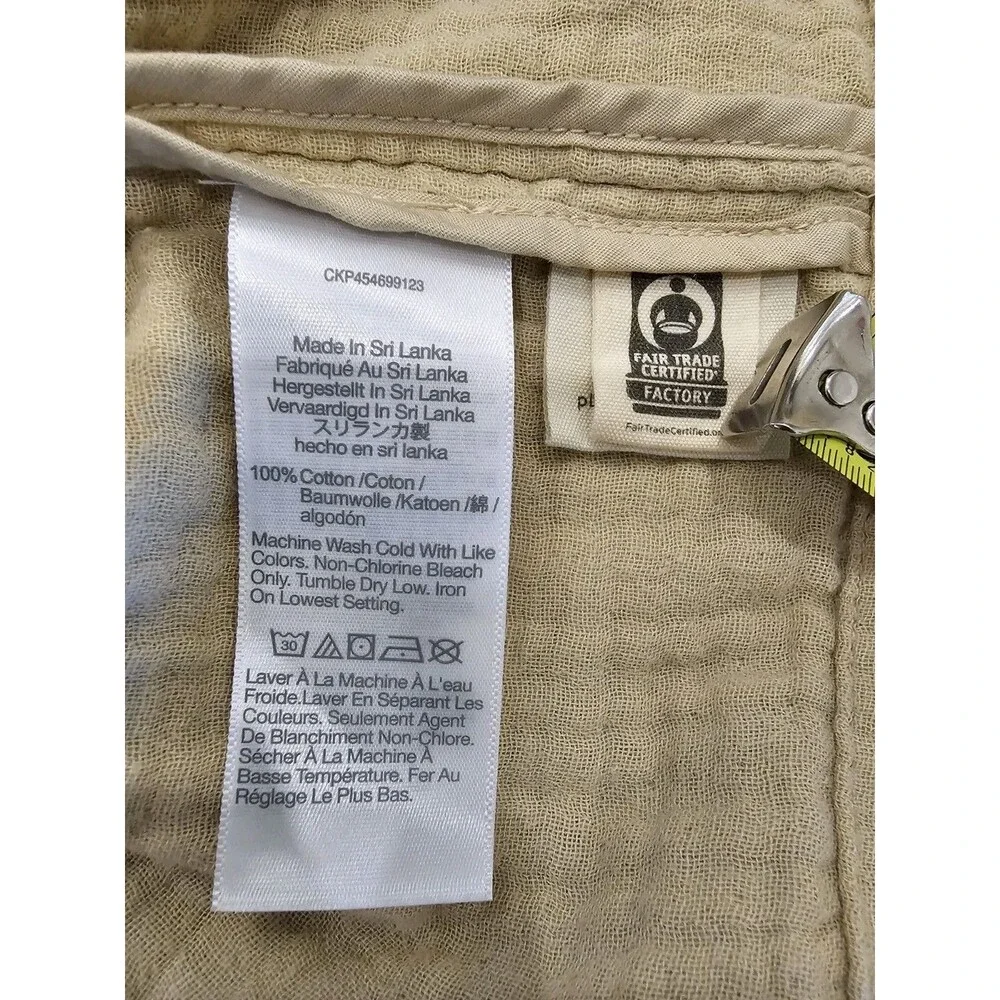 CKP454699123
Made In Sri Lanka
Fabriqué Au Sri Lanka
Hergestellt In Sri Lanka
Vervaardigd In Sri Lanka
スリランカ製
hecho en sri lanka
100% Cotton /Coton /
Baumwolle /Katoen /綿 /
algodón
Machine Wash Cold With Like
Colors. Non-Chlorine Bleach
Only. Tumble Dry Low. Iron
On Lowest Setting.
30
Laver À La Machine À L'eau
Froide.Laver En Séparant Les
Couleurs. Seulement Agent
De Blanchiment Non-Chlore.
Sécher À La Machine À
Basse Température. Fer Au
Réglage Le Plus Bas.
FAIR TRADE
CERTIFIED
FACTORY
FairTradeCertified.or